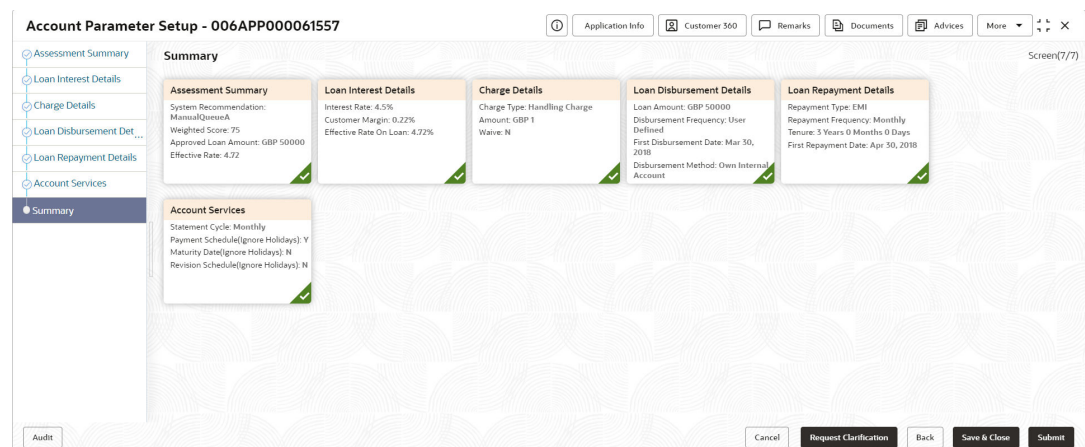 Account Parameter Setup - 006APP000061557
Application Info
Customer 360
Remarks
Documents
Advices
More
Assessment Summary
Loan Interest Details
Charge Details
Loan Disbursement Det...
Loan Repayment Details
Account Services
Summary
Summary
Screen(7/7)
Assessment Summary
System Recommendation:
ManualQueueA
Weighted Score: 75
Approved Loan Amount: GBP 50000
Effective Rate: 4.72
Loan Interest Details
Interest Rate: 4.5%
Customer Margin: 0.22%
Effective Rate On Loan: 4.72%
Charge Details
Charge Type: Handling Charge
Amount: GBP 1
Waive: N
Loan Disbursement Details
Loan Amount: GBP 50000
Disbursement Frequency: User
Defined
First Disbursement Date: Mar 30,
2018
Disbursement Method: Own Internal
Account
Loan Repayment Details
Repayment Type: EMI
Repayment Frequency: Monthly
Tenure: 3 Years 0 Months 0 Days
First Repayment Date: Apr 30, 2018
Account Services
Statement Cycle: Monthly
Payment Schedule(Ignore Holidays): Y
Maturity Date(Ignore Holidays): N
Revision Schedule(Ignore Holidays): N
Audit
Cancel
Request Clarification
Back
Save & Close
Submit